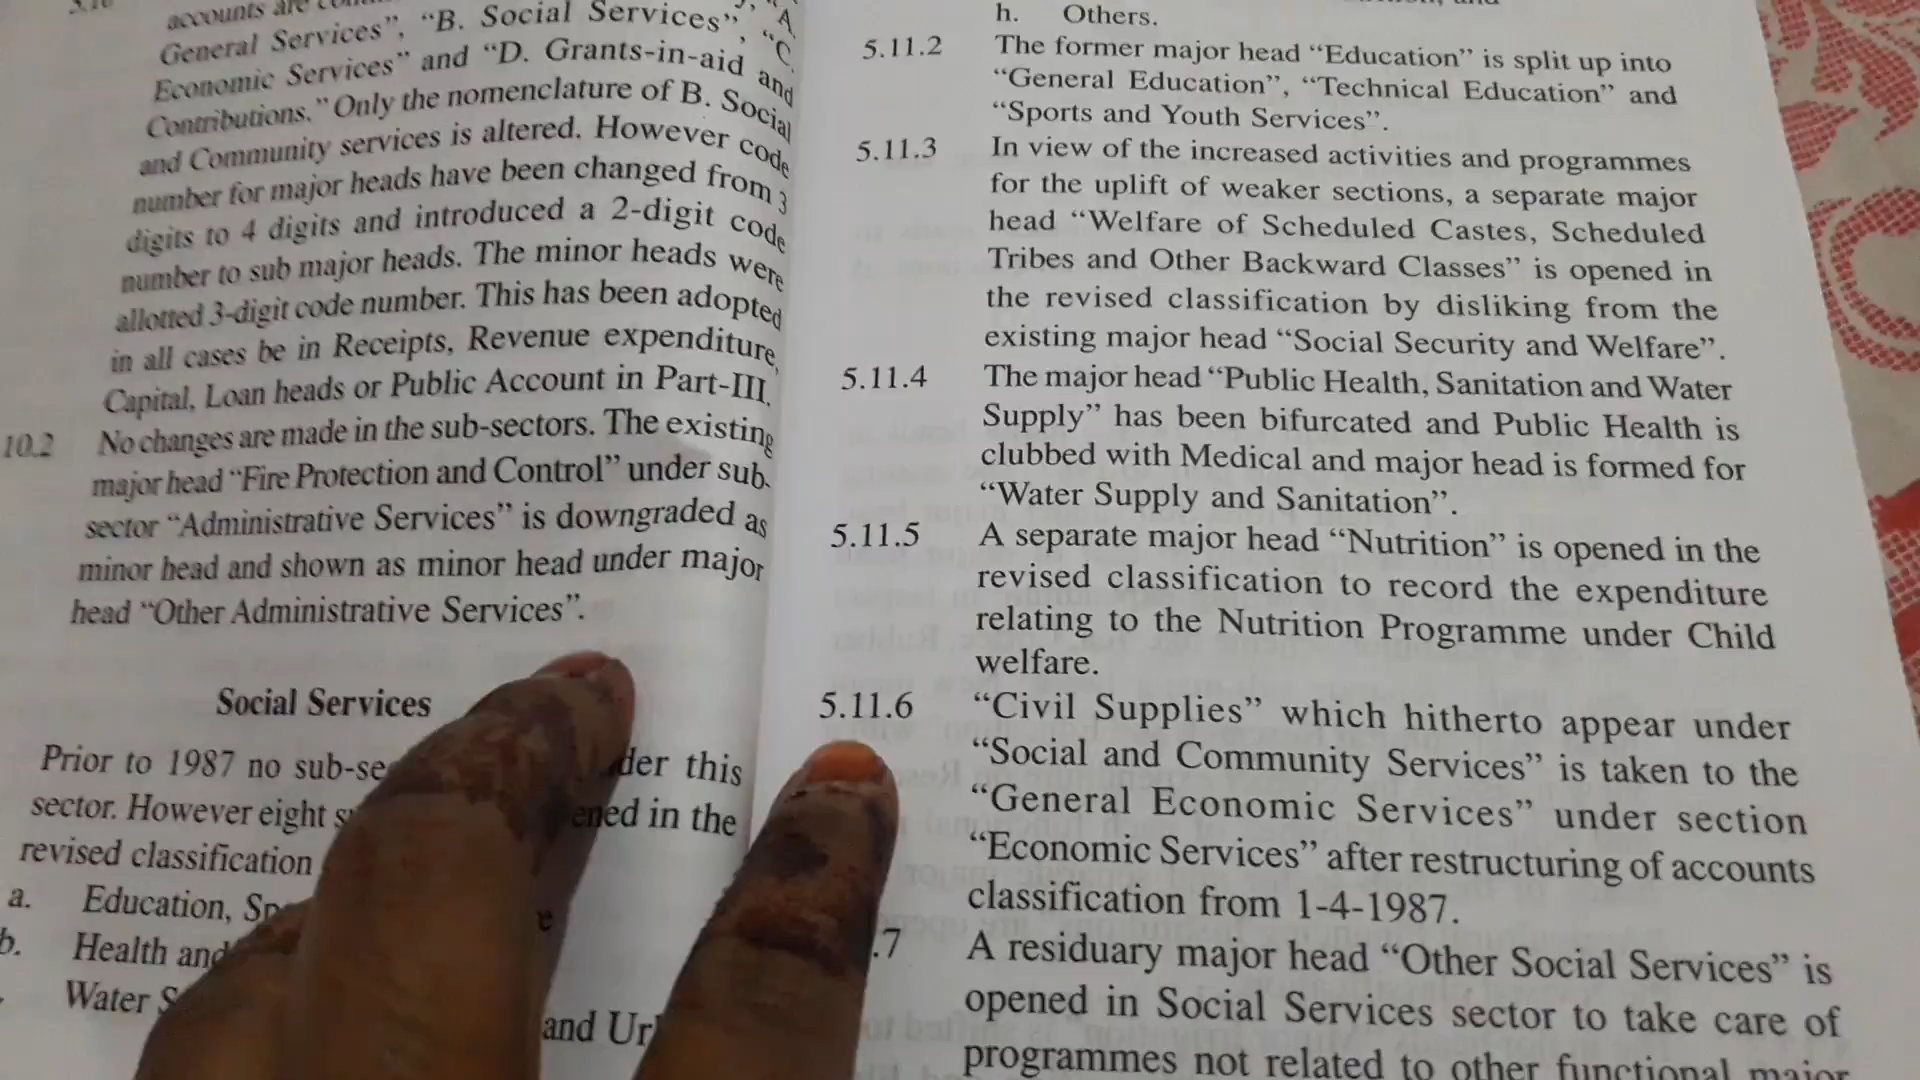 accounts are
General Services”, “B. Social Services”, “C.
Economic Services” and “D. Grants-in-aid and
Contributions.” Only the nomenclature of B. Social
and Community services is altered. However code
number for major heads have been changed from 3
digits to 4 digits and introduced a 2-digit code
number to sub major heads. The minor heads were
allotted 3-digit code number. This has been adopted
in all cases be in Receipts, Revenue expenditure,
Capital, Loan heads or Public Account in Part-III.
10.2 No changes are made in the sub-sectors. The existing
major head “Fire Protection and Control” under sub-
sector “Administrative Services” is downgraded as
minor head and shown as minor head under major
head “Other Administrative Services”.
Social Services
Prior to 1987 no der this
sector. However eight ened in the
revised classification
a. Education,
b. Health and
Water
and
h. Others.
5.11.2 The former major head “Education” is split up into
“General Education”, “Technical Education” and
“Sports and Youth Services”.
5.11.3 In view of the increased activities and programmes
for the uplift of weaker sections, a separate major
head “Welfare of Scheduled Castes, Scheduled
Tribes and Other Backward Classes” is opened in
the revised classification by disliking from the
existing major head “Social Security and Welfare”.
5.11.4 The major head “Public Health, Sanitation and Water
Supply” has been bifurcated and Public Health is
clubbed with Medical and major head is formed for
“Water Supply and Sanitation”.
5.11.5 A separate major head “Nutrition” is opened in the
revised classification to record the expenditure
relating to the Nutrition Programme under Child
welfare.
5.11.6 “Civil Supplies” which hitherto appear under
“Social and Community Services” is taken to the
“General Economic Services” under section
“Economic Services” after restructuring of accounts
classification from 1-4-1987.
.7 A residuary major head “Other Social Services” is
opened in Social Services sector to take care of
programmes not related to other functional major